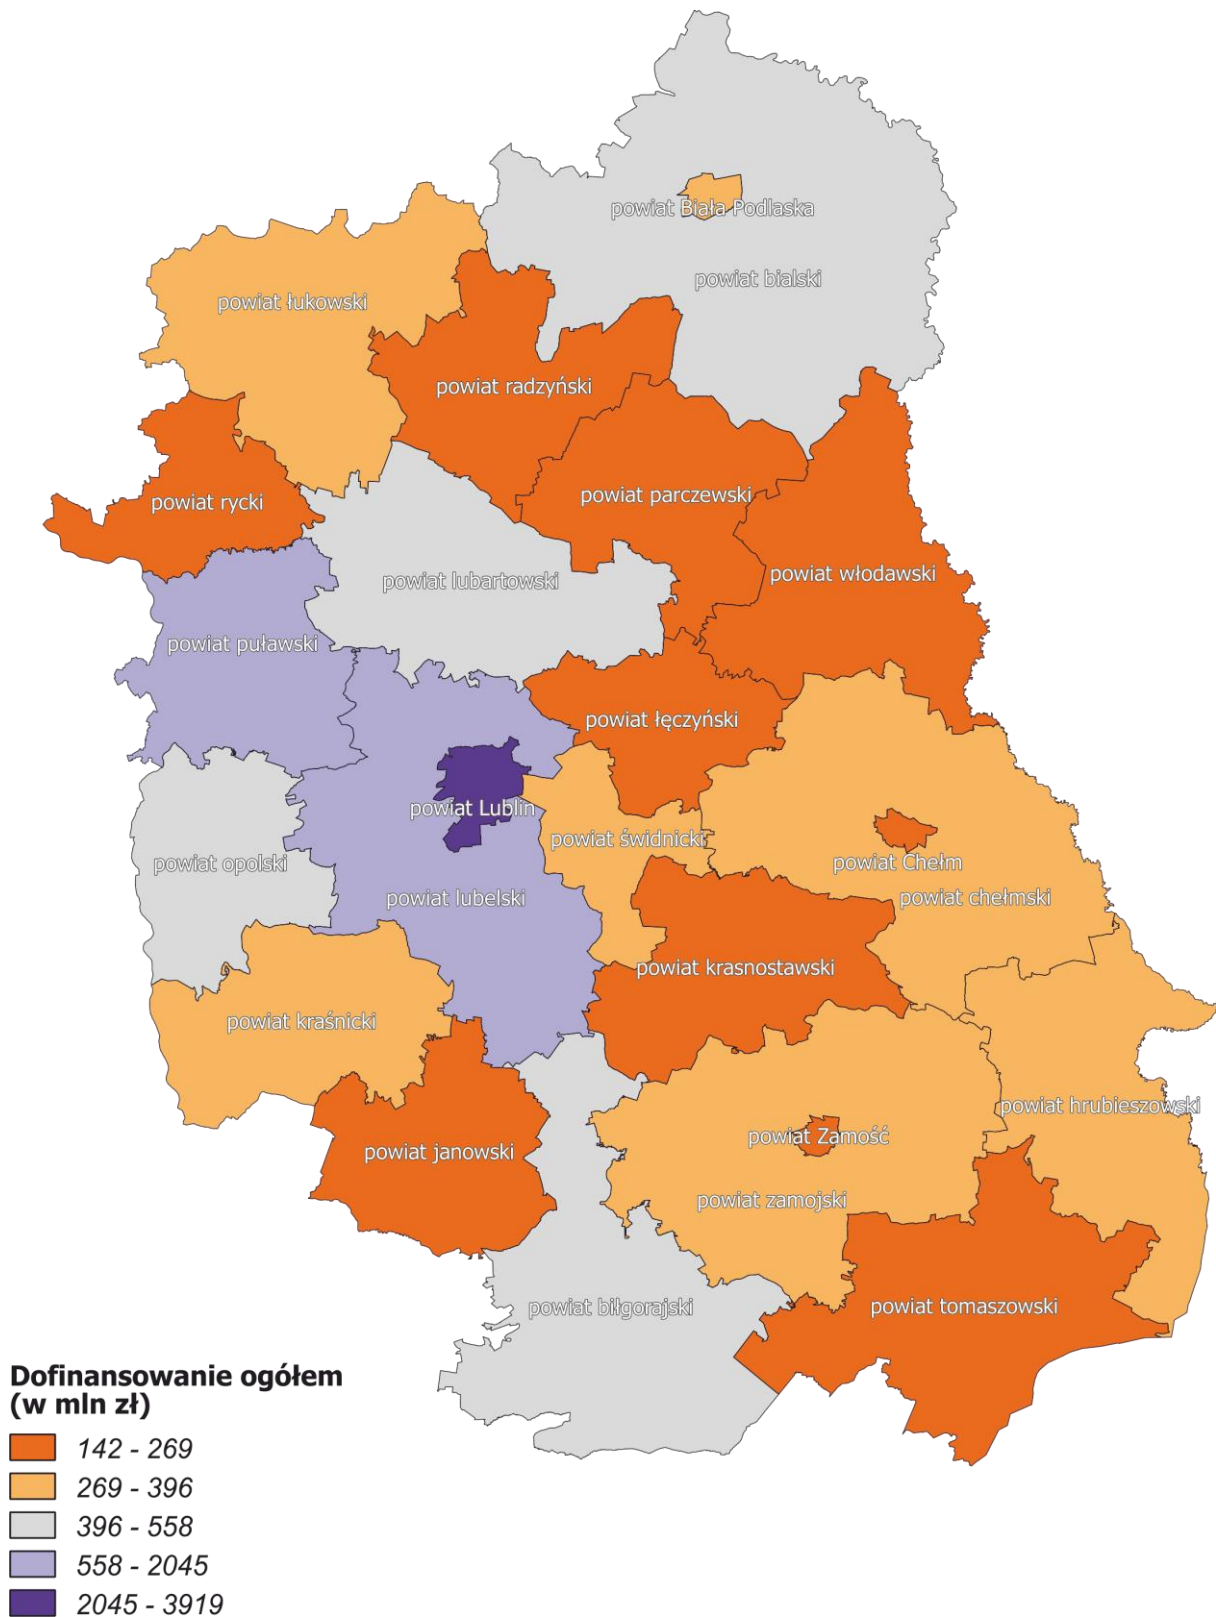 powiat Biała Podlaska
powiat bialski
powiat łukowski
powiat radzyński
powiat parczewski
powiat rycki
powiat włodawski
powiat lubartowski
powiat puławski
powiat łęczyński
powiat Lublin
powiat świdnicki
powiat opolski
powiat Chełm
powiat lubelski
powiat chełmski
powiat krasnostawski
powiat kraśnicki
powiat hrubieszowski
powiat Zamość
powiat janowski
powiat zamojski
powiat biłgorajski
powiat tomaszowski
Dofinansowanie ogółem
(w mln zł)
142 - 269
269 - 396
396 - 558
558 - 2045
2045 - 3919